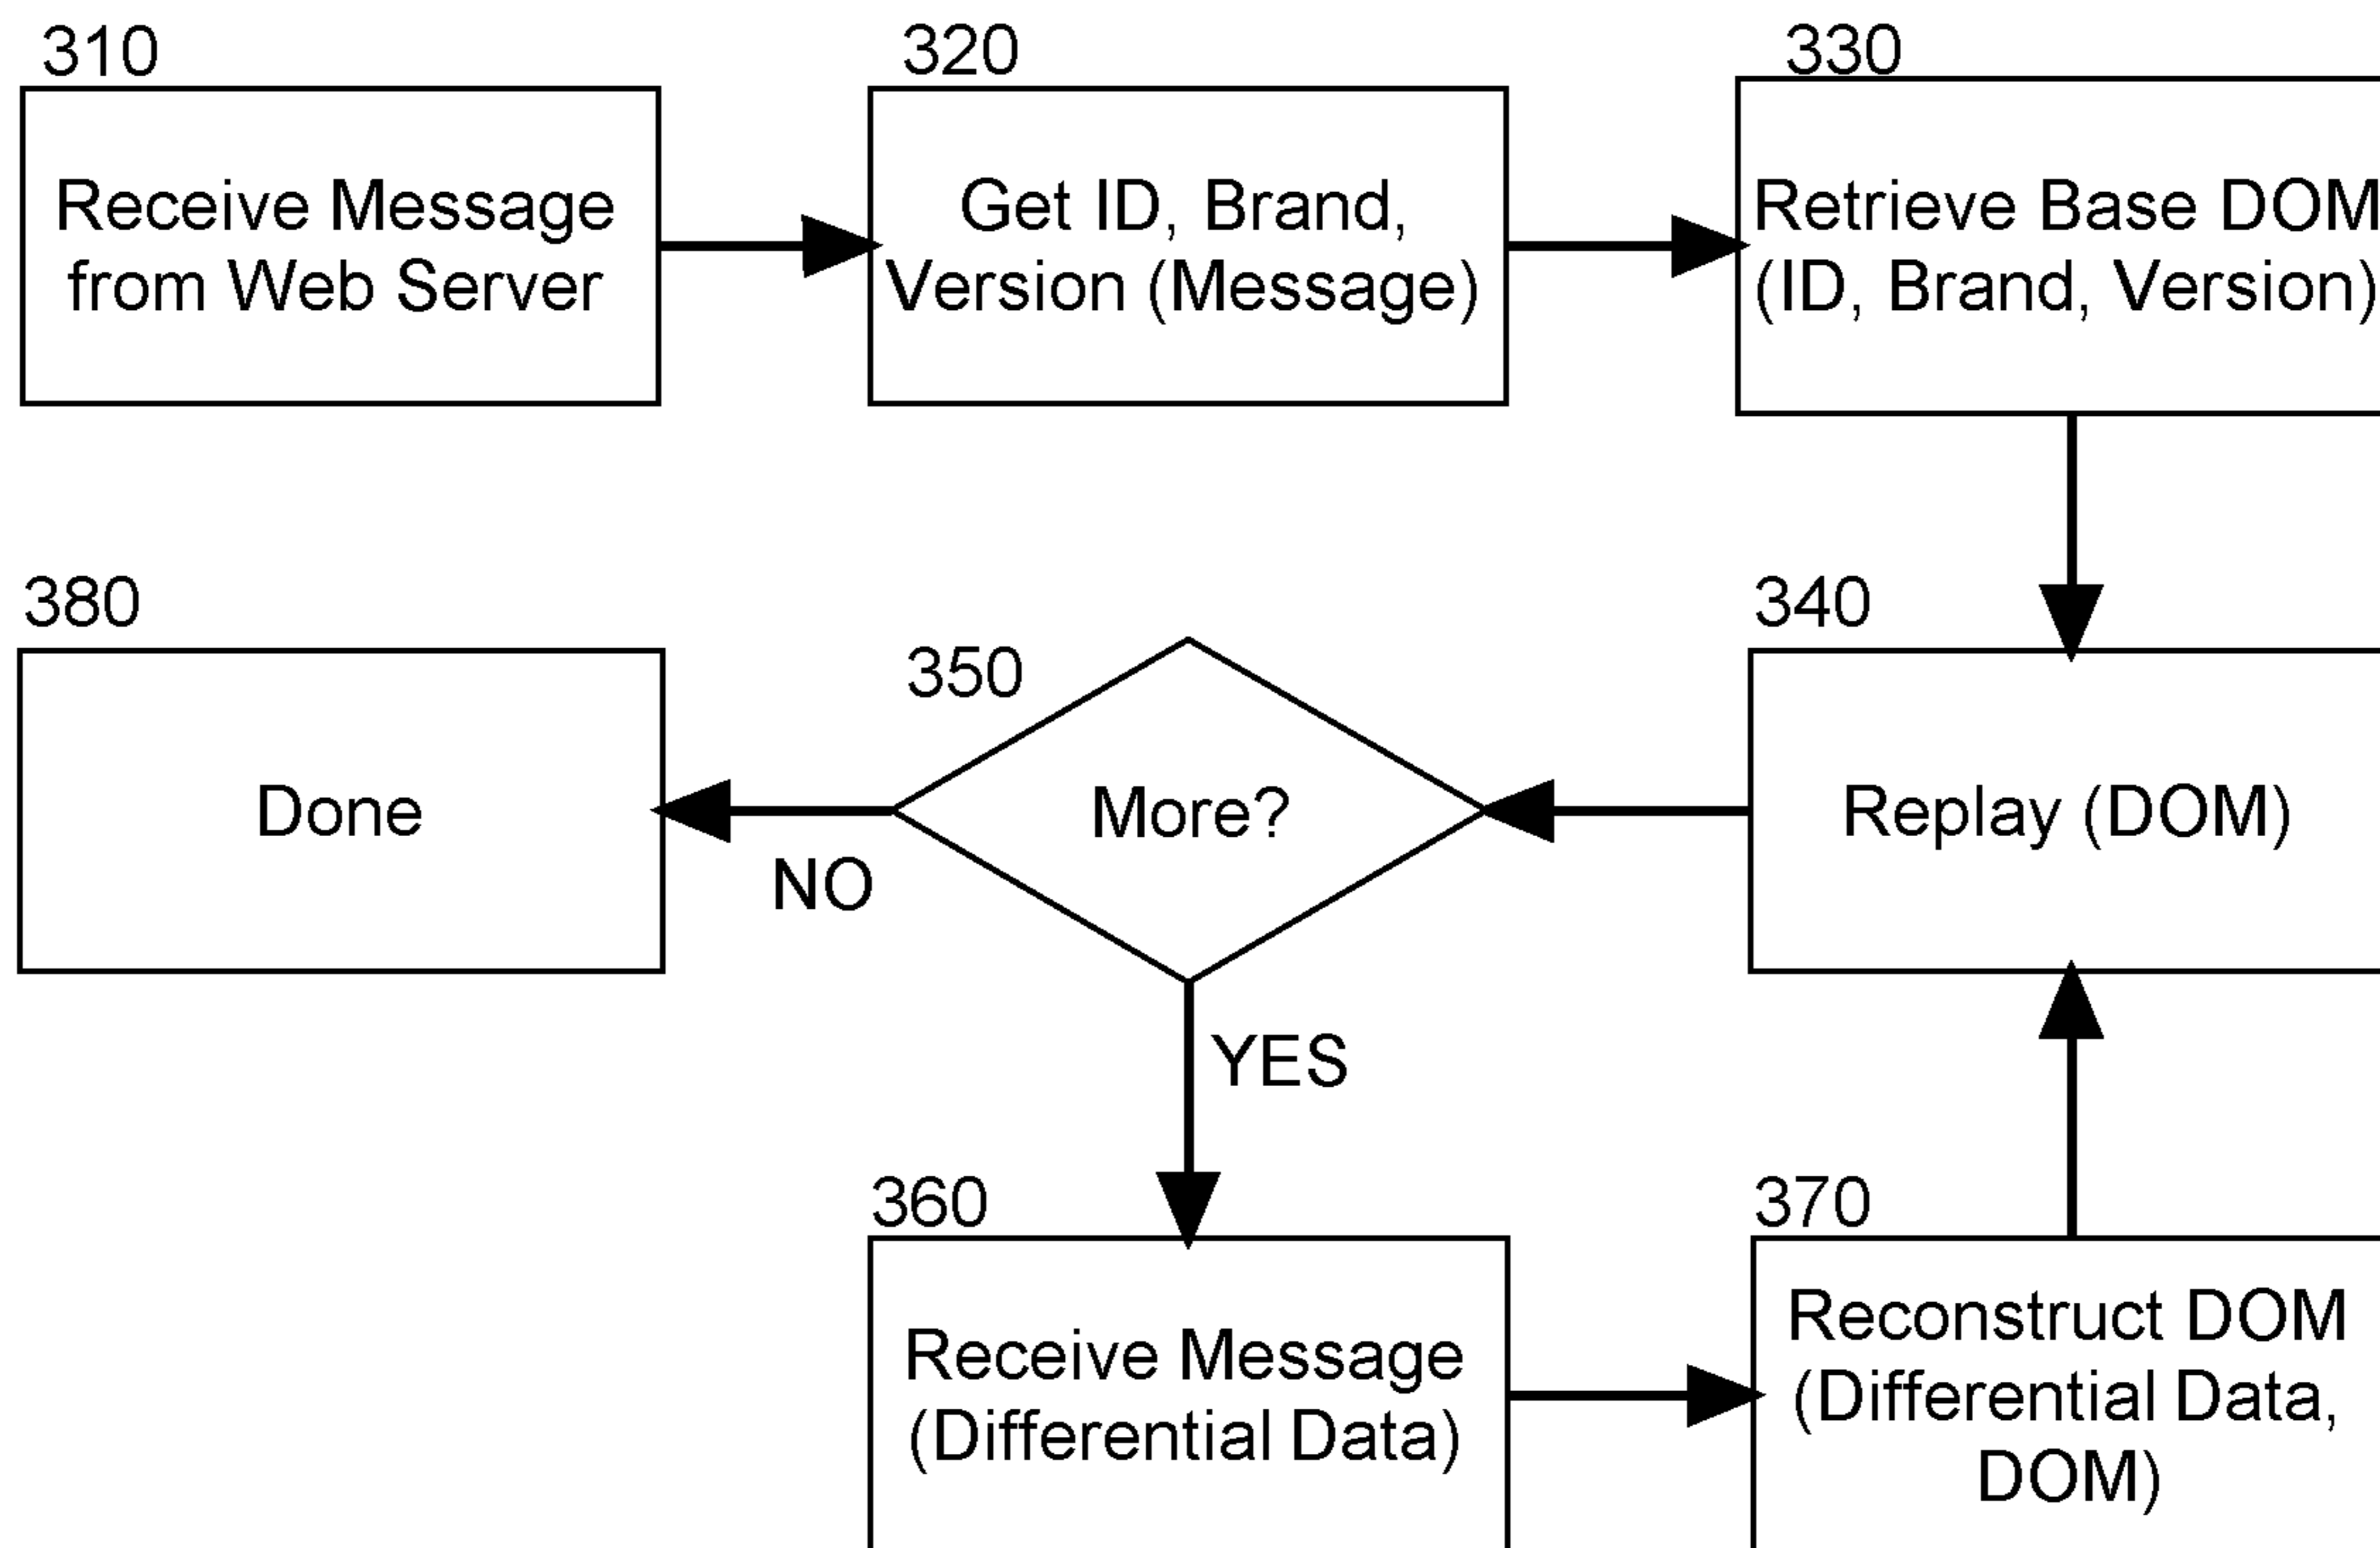 310
Receive Message
from Web Server
320
Get ID, Brand,
Version (Message)
330
Retrieve Base DOM
(ID, Brand, Version)
380
Done
350
More?
NO
YES
340
Replay (DOM)
360
Receive Message
(Differential Data)
370
Reconstruct DOM
(Differential Data,
DOM)